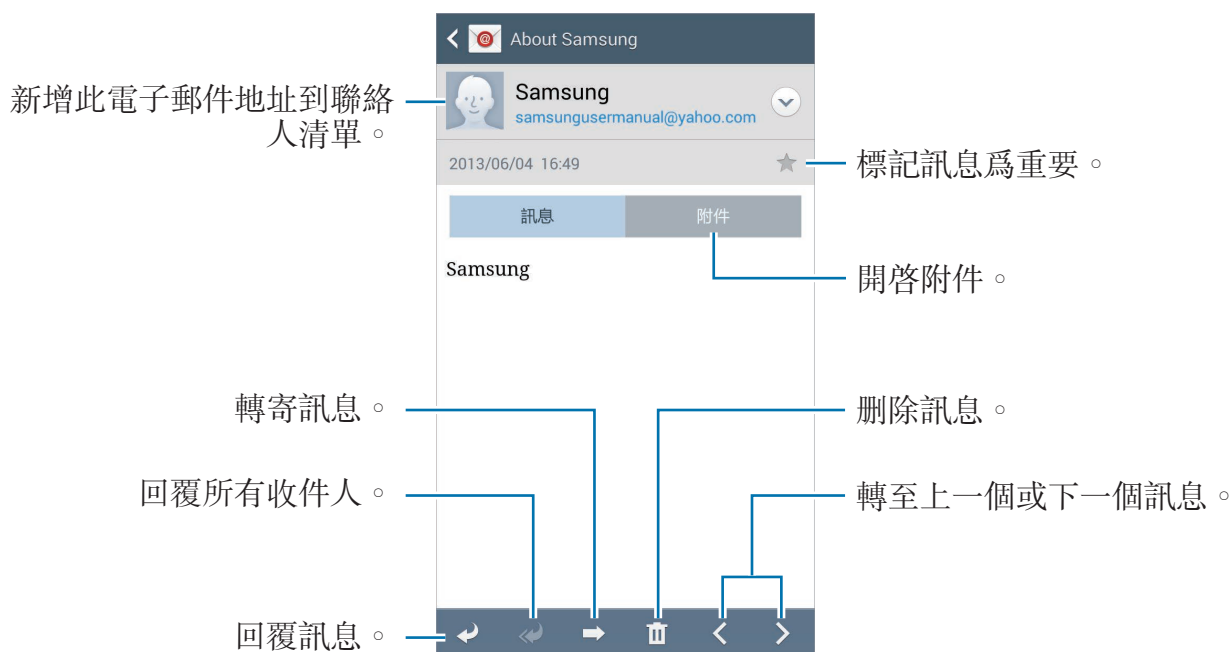 About Samsung
新增此電子郵件地址到聯絡
人清單。
Samsung
samsungusermanual@yahoo.com
2013/06/04 16:49
標記訊息爲重要。
訊息
附件
Samsung
開啓附件。
轉寄訊息。
删除訊息。
回覆所有收件人。
轉至上一個或下一個訊息。
回覆訊息。